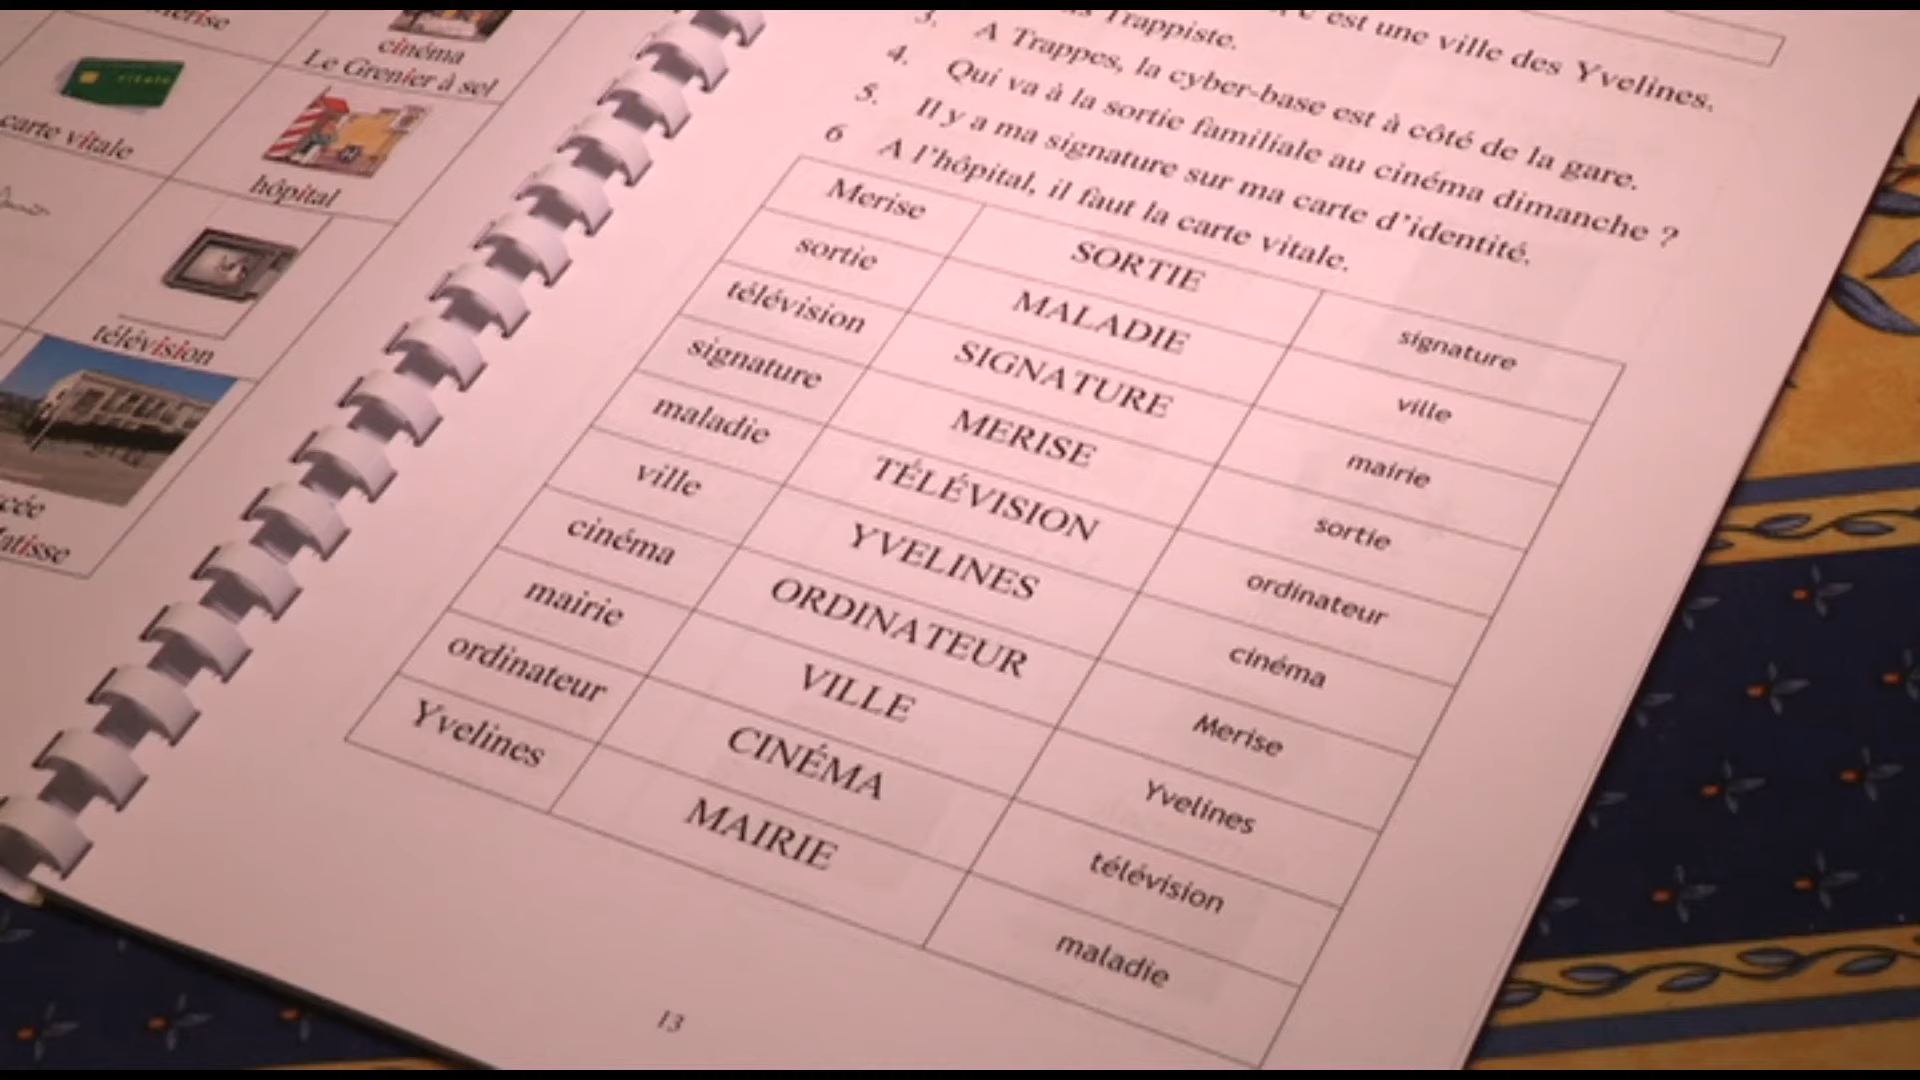 cinéma
Le Grenier à sel
carte vitale
hôpital
télévision
est une ville des Yvelines.
Trappiste.
3. A Trappes, la cyber-base est à côté de la gare.
4. Qui va à la sortie familiale au cinéma dimanche ?
5. Il y a ma signature sur ma carte d'identité.
6 A l'hôpital, il faut la carte vitale.
Merise SORTIE signature
sortie MALADIE ville
télévision SIGNATURE mairie
signature MERISE sortie
maladie TÉLÉVISION ordinateur
ville YVELINES cinéma
cinéma ORDINATEUR Merise
mairie VILLE Yvelines
ordinateur CINÉMA télévision
Yvelines MAIRIE maladie
13